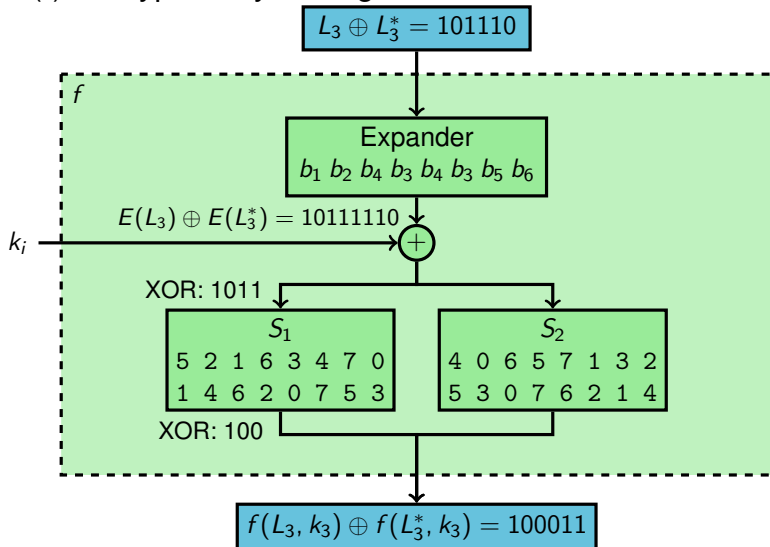 L₃ ⊕ L₃* = 101110
f
Expander
b₁ b₂ b₄ b₃ b₄ b₃ b₅ b₆
E(L₃) ⊕ E(L₃*) = 10111110
kᵢ
+
XOR: 1011
S₁
5 2 1 6 3 4 7 0
1 4 6 2 0 7 5 3
S₂
4 0 6 5 7 1 3 2
5 3 0 7 6 2 1 4
XOR: 100
f(L₃, k₃) ⊕ f(L₃*, k₃) = 100011